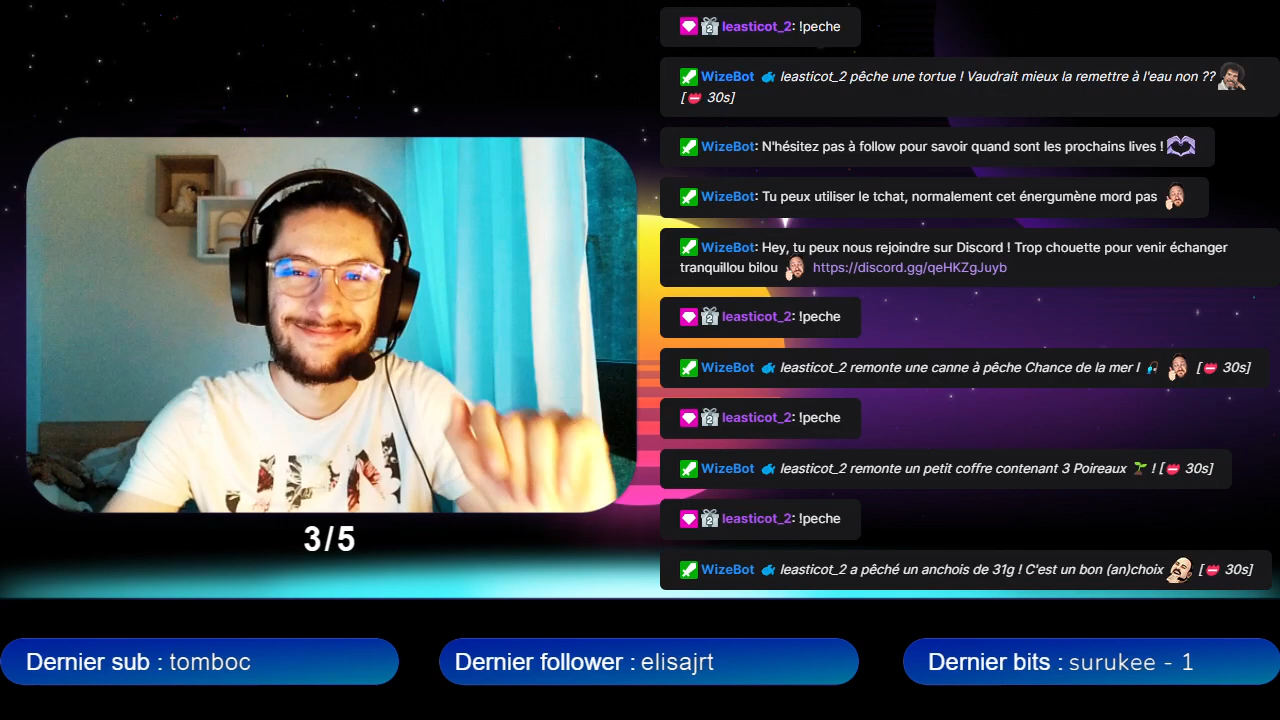 leasticot_2: !peche
WizeBot leasticot_2 pêche une tortue ! Vaudrait mieux la remettre à l'eau non ??
[ 30s]
WizeBot: N'hésitez pas à follow pour savoir quand sont les prochains lives !
WizeBot: Tu peux utiliser le tchat, normalement cet énergumène mord pas
WizeBot: Hey, tu peux nous rejoindre sur Discord ! Trop chouette pour venir échanger
tranquillou bilou https://discord.gg/qeHKZgJuyb
leasticot_2: !peche
WizeBot leasticot_2 remonte une canne à pêche Chance de la mer I [ 30s]
leasticot_2: !peche
WizeBot leasticot_2 remonte un petit coffre contenant 3 Poireaux ! [ 30s]
leasticot_2: !peche
WizeBot leasticot_2 a pêché un anchois de 31g ! C'est un bon (an)choix [ 30s]
3/5
Dernier sub : tomboc
Dernier follower : elisajrt
Dernier bits : surukee - 1